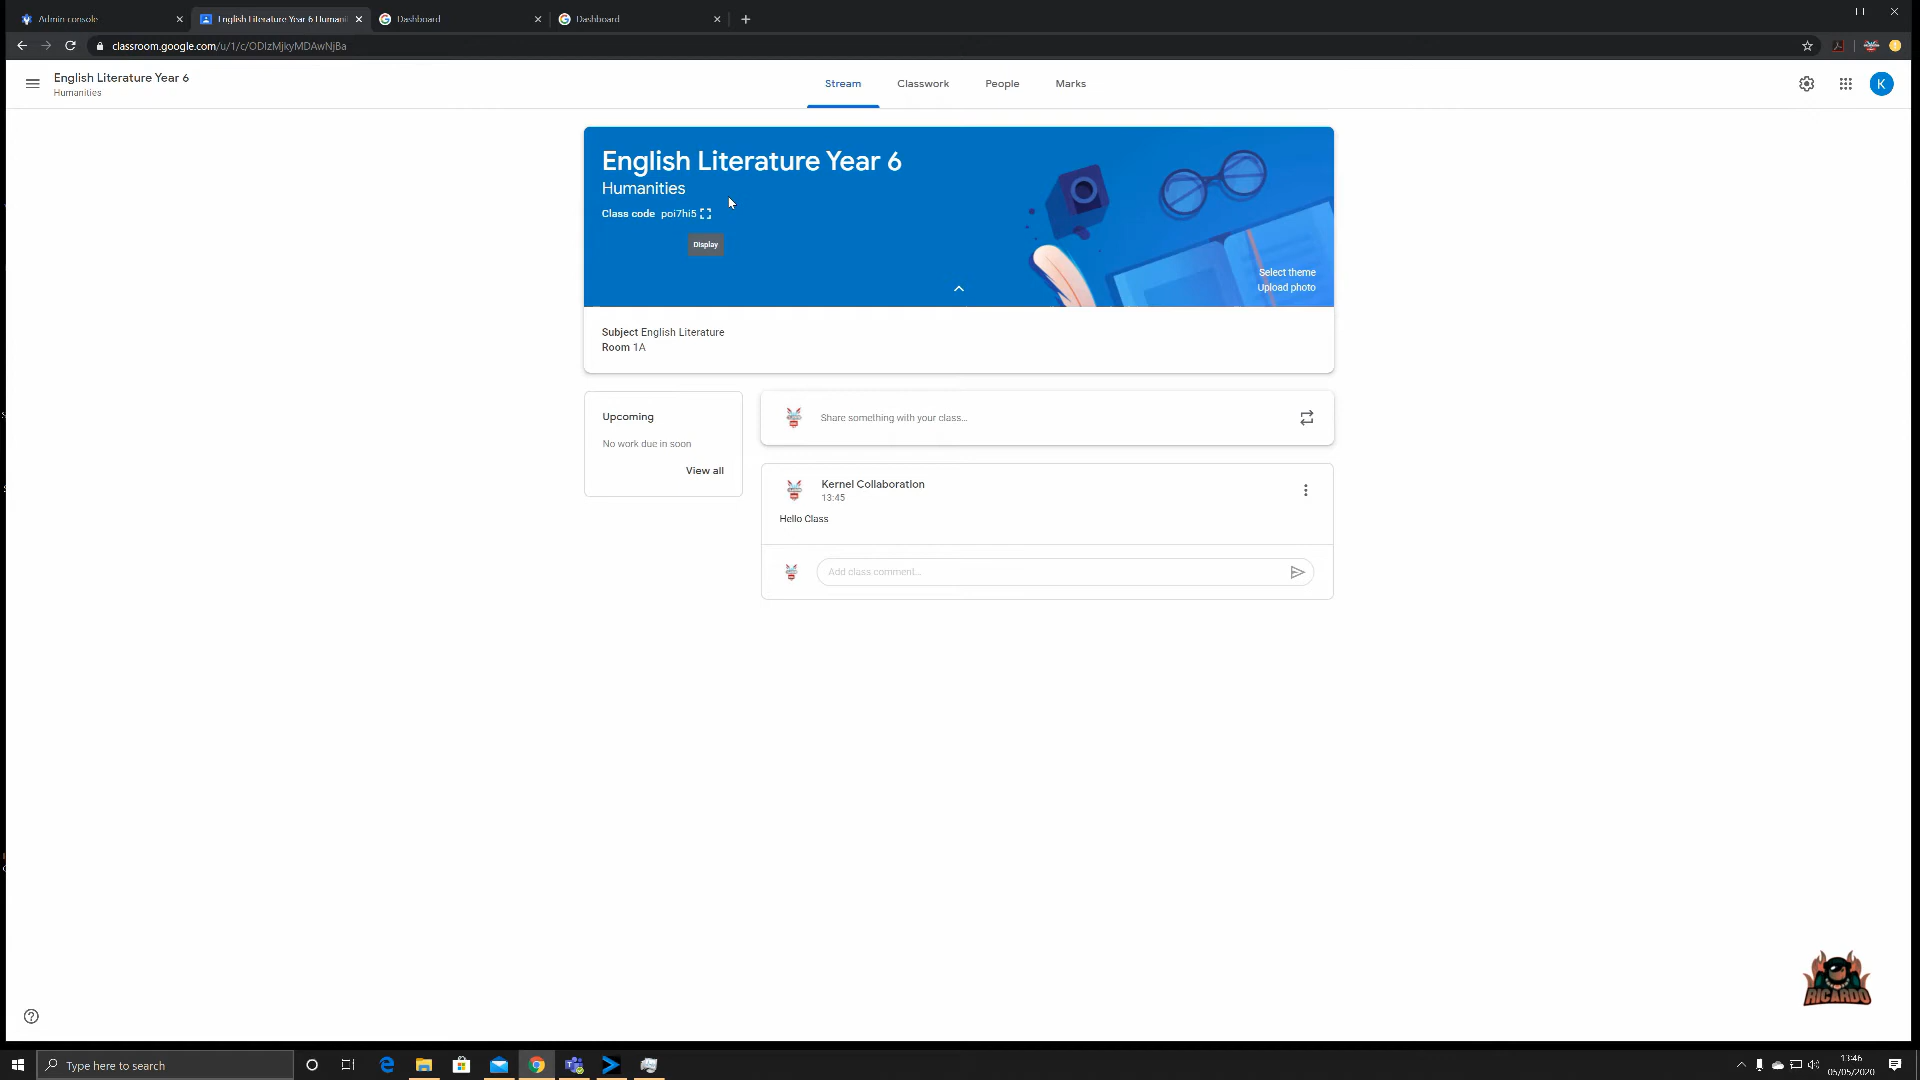 Admin console
English Literature Year 6 Humani
Dashboard
Dashboard
classroom.google.com/u/1/c/ODIzMjkyMDAwNjBa
English Literature Year 6
Humanities
Stream
Classwork
People
Marks
K
English Literature Year 6
Humanities
Class code poi7hi5
Display
Select theme
Upload photo
Subject English Literature
Room 1A
Upcoming
No work due in soon
View all
Share something with your class...
Kernel Collaboration
13:45
Hello Class
Add class comment...
RICARDO
Type here to search
13:46
05/05/2020